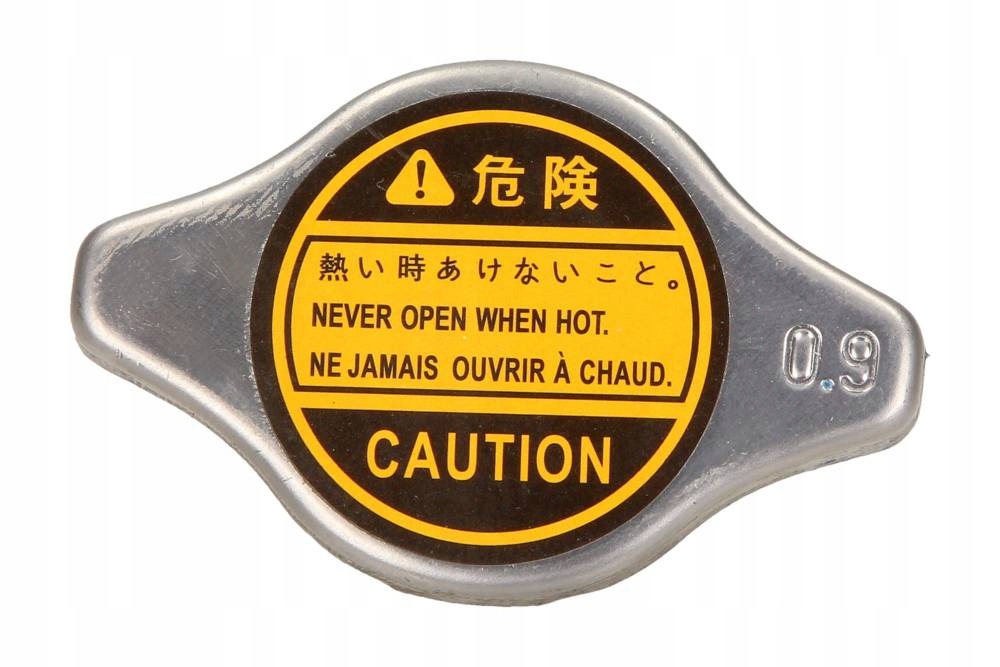 危険
熱い時あけないこと。
NEVER OPEN WHEN HOT.
NE JAMAIS OUVRIR À CHAUD.
0.9
CAUTION